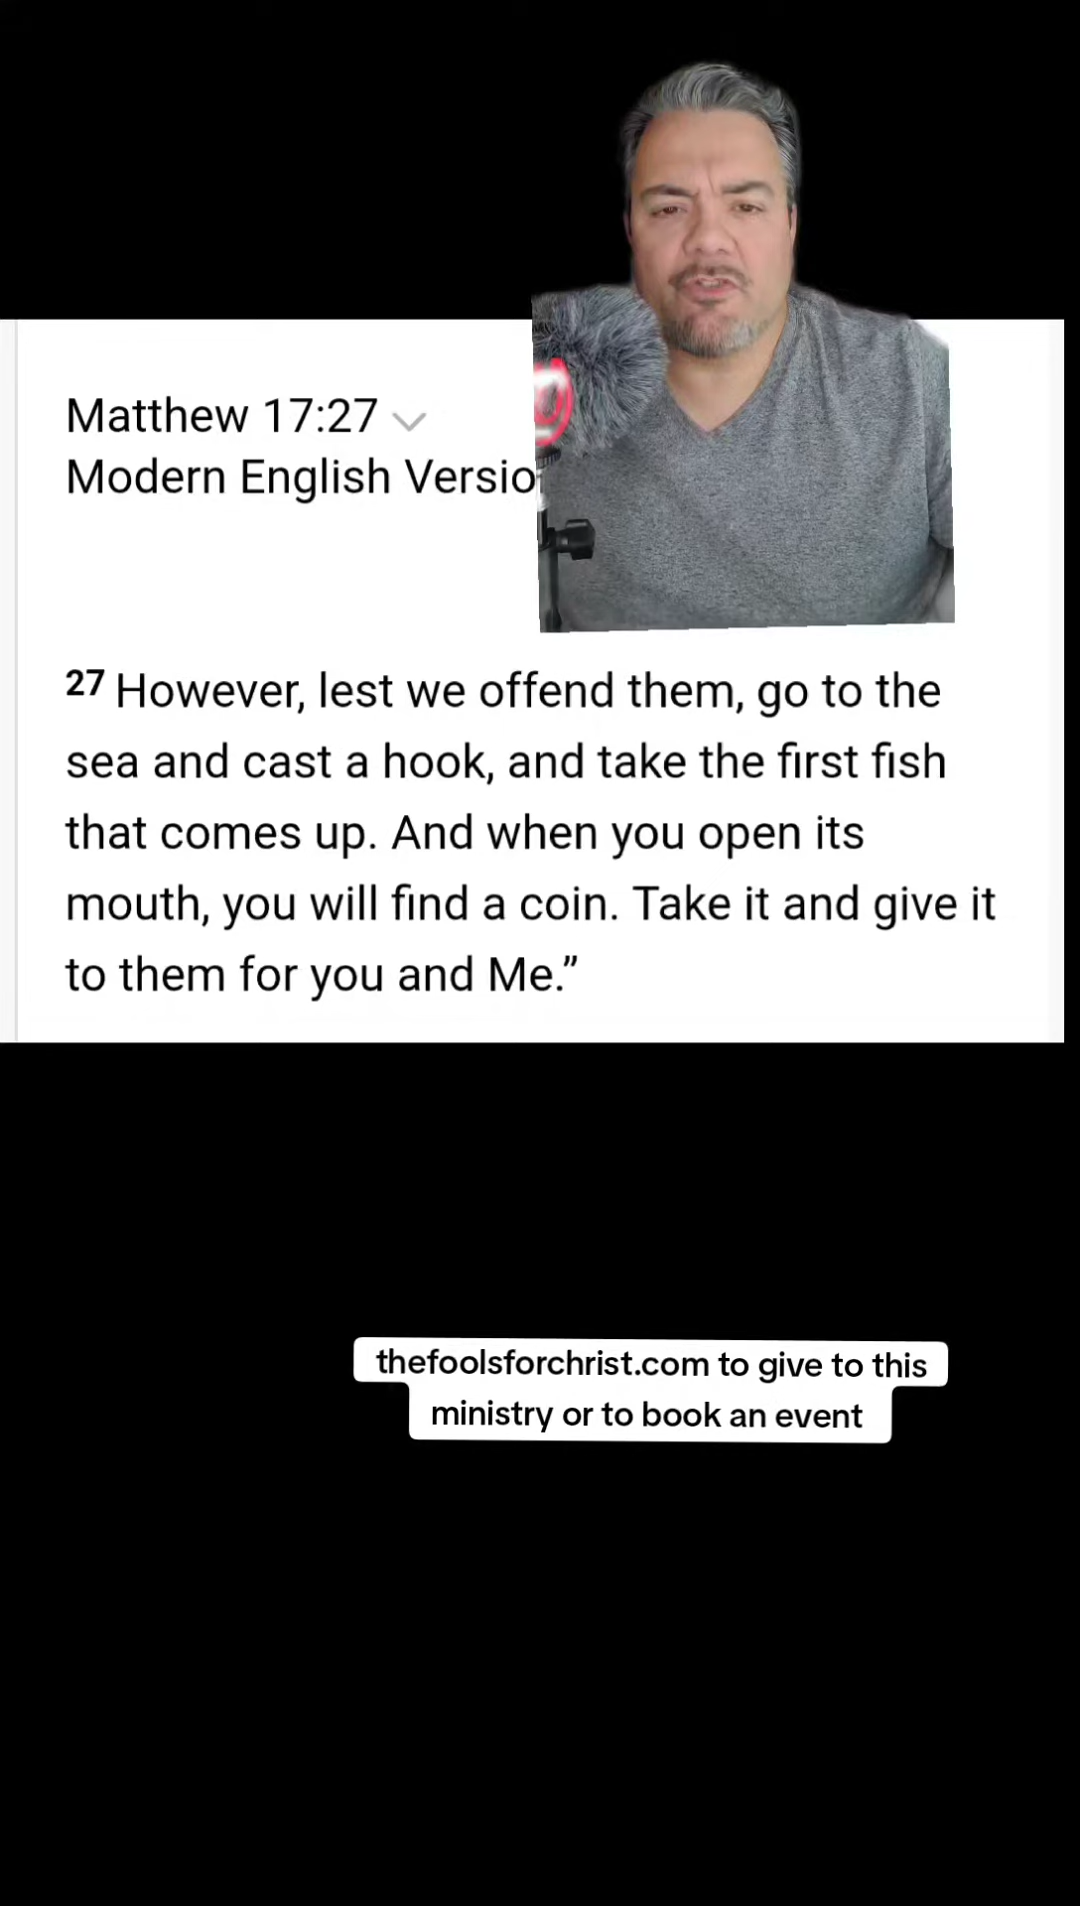 Matthew 17:27
Modern English Versio
27 However, lest we offend them, go to the
sea and cast a hook, and take the first fish
that comes up. And when you open its
mouth, you will find a coin. Take it and give it
to them for you and Me.”
thefoolsforchrist.com to give to this
ministry or to book an event